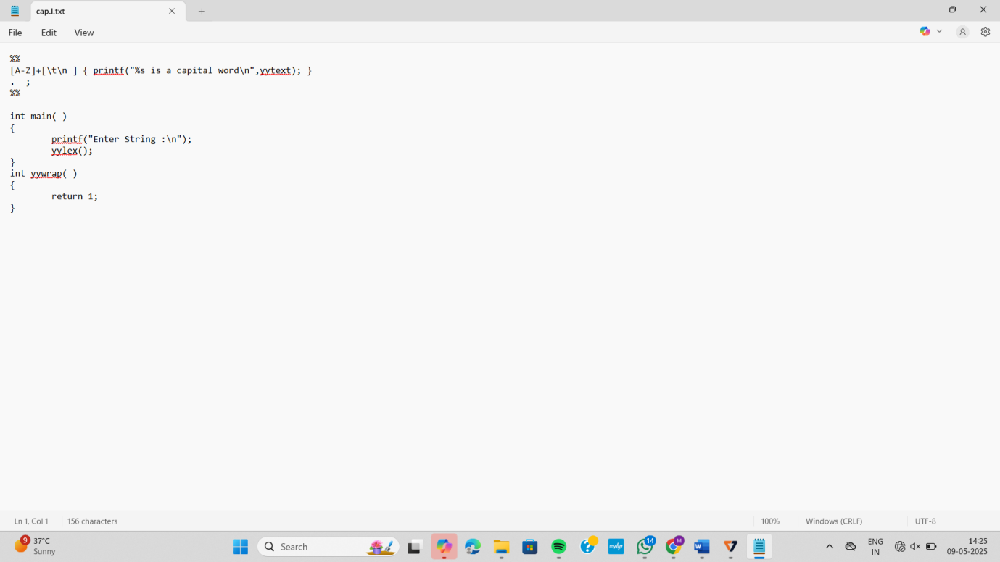 cap.l.txt
File Edit View
%%
[A-Z]+[\t\n ] { printf("%s is a capital word\n",yytext); }
.  ;
%%
int main( )
{
printf("Enter String :\n");
yylex();
}
int yywrap( )
{
return 1;
}
Ln 1, Col 1 156 characters 100% Windows (CRLF) UTF-8
9 37°C
Sunny
Search
myhp
14
M
W
ENG
IN
14:25
09-05-2025